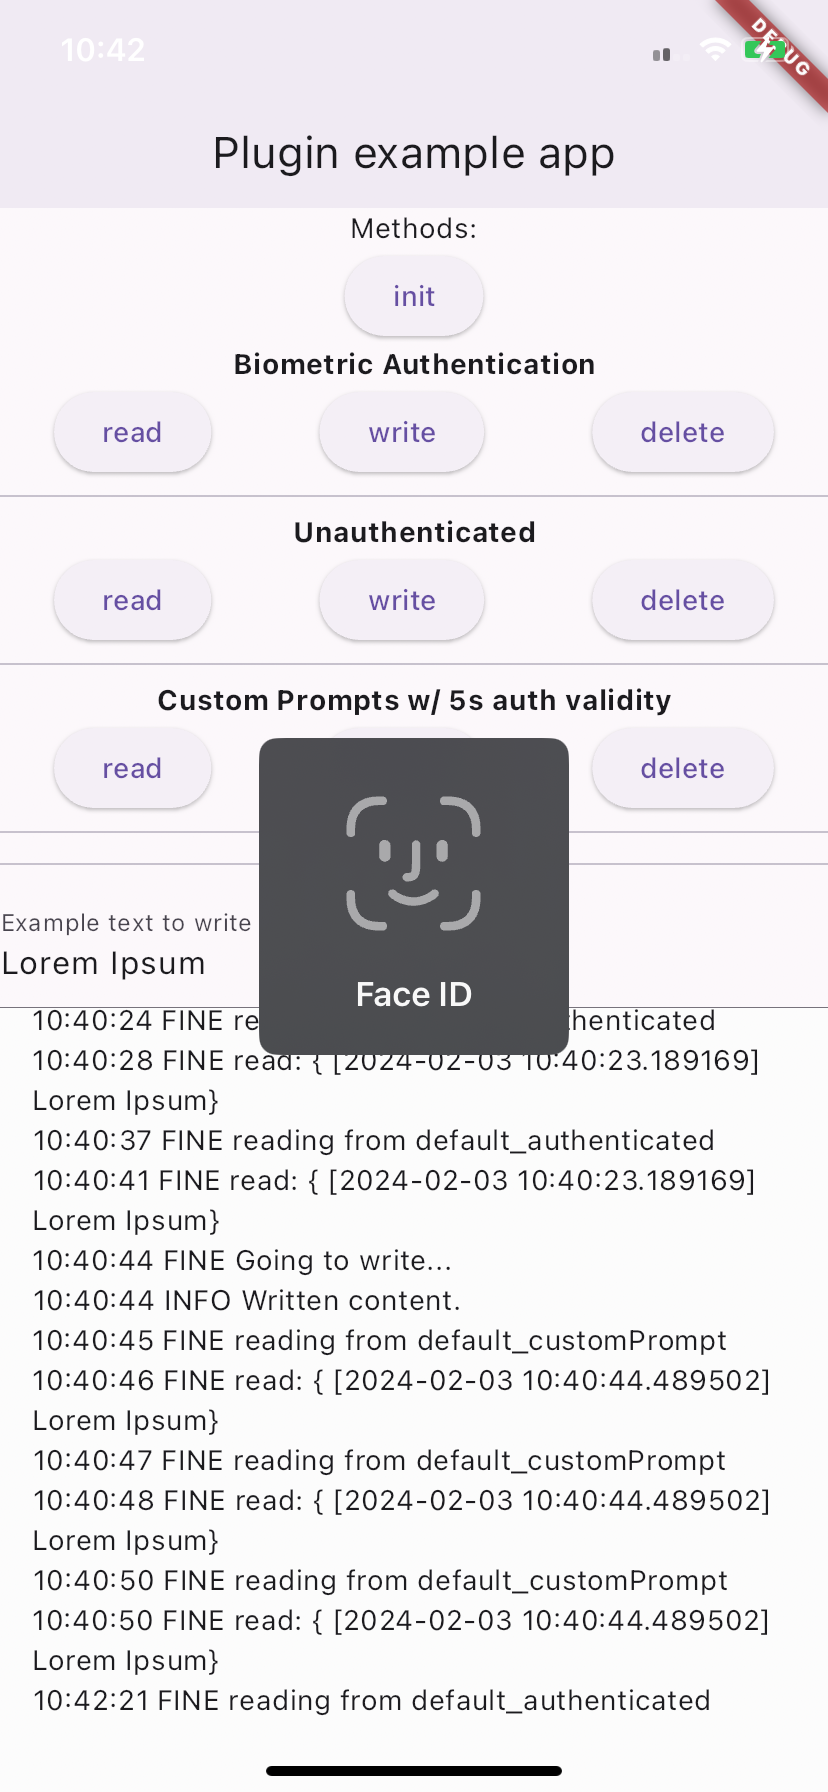 10:42
DEBUG
Plugin example app
Methods:
init
Biometric Authentication
read write delete
Unauthenticated
read write delete
Custom Prompts w/ 5s auth validity
read delete
Face ID
Example text to write
Lorem Ipsum
10:40:24 FINE
10:40:28 FINE read: { [2024-02-03 10:40:23.189169]
Lorem Ipsum}
10:40:37 FINE reading from default_authenticated
10:40:41 FINE read: { [2024-02-03 10:40:23.189169]
Lorem Ipsum}
10:40:44 FINE Going to write...
10:40:44 INFO Written content.
10:40:45 FINE reading from default_customPrompt
10:40:46 FINE read: { [2024-02-03 10:40:44.489502]
Lorem Ipsum}
10:40:47 FINE reading from default_customPrompt
10:40:48 FINE read: { [2024-02-03 10:40:44.489502]
Lorem Ipsum}
10:40:50 FINE reading from default_customPrompt
10:40:50 FINE read: { [2024-02-03 10:40:44.489502]
Lorem Ipsum}
10:42:21 FINE reading from default_authenticated